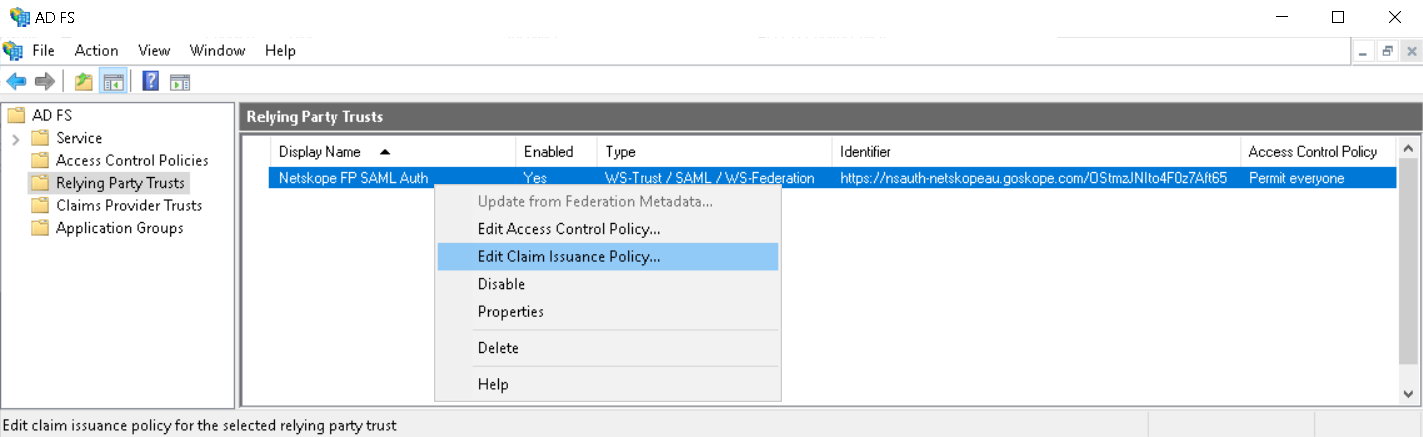 AD FS
File Action View Window Help
AD FS
Service
Access Control Policies
Relying Party Trusts
Claims Provider Trusts
Application Groups
Relying Party Trusts
Display Name Enabled Type Identifier Access Control Policy
Netskope FP SAML Auth Yes WS-Trust / SAML / WS-Federation https://nsauth-netskopeau.goskope.com/OStmzJNIto4F0z7Aft65 Permit everyone
Update from Federation Metadata...
Edit Access Control Policy...
Edit Claim Issuance Policy...
Disable
Properties
Delete
Help
Edit claim issuance policy for the selected relying party trust